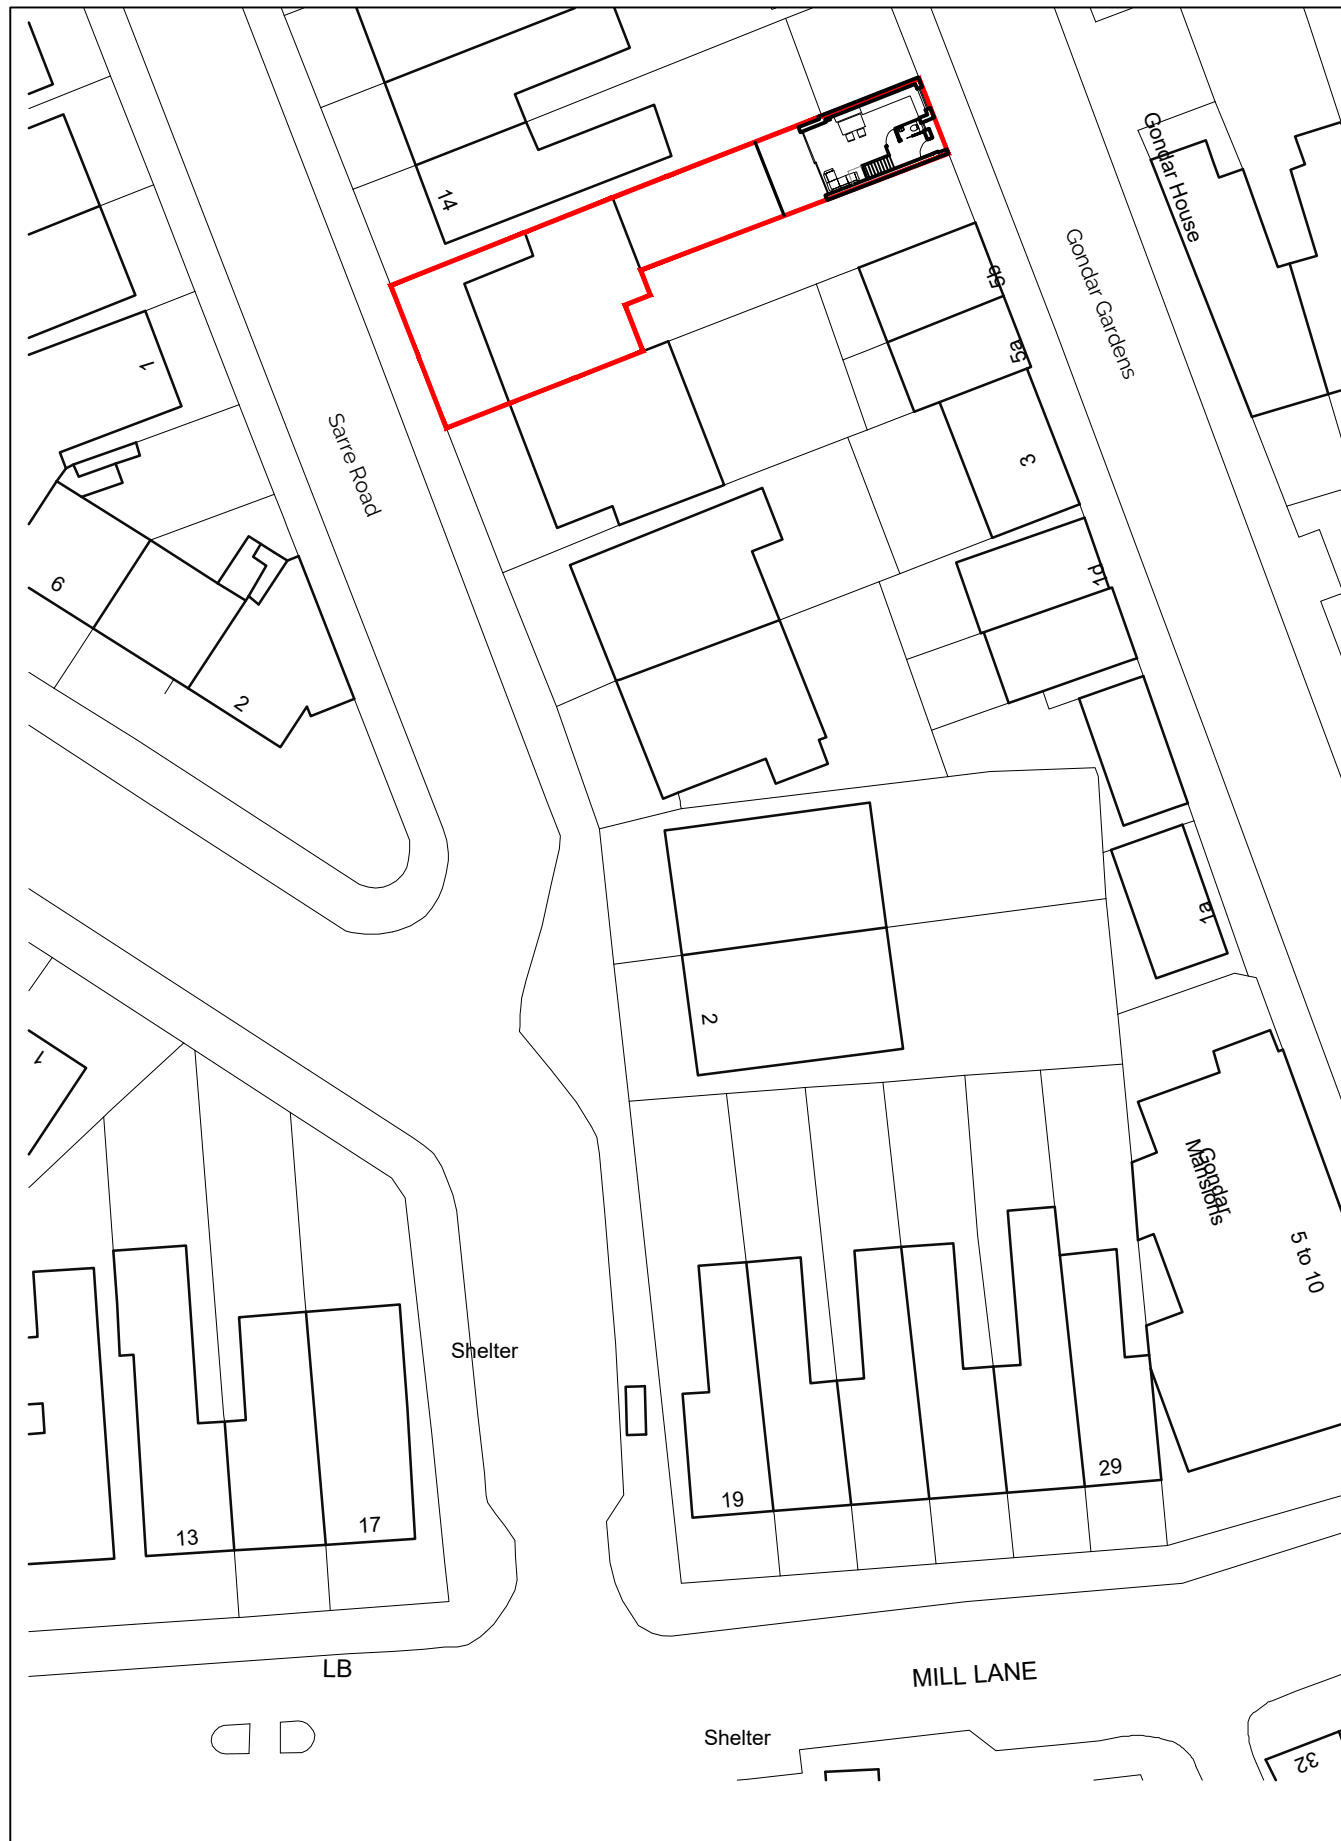 Gondar House
14
Gondar Gardens
5b
1
5a
Sarre Road
3
9
1d
2
1a
2
1
Gondar
Mansions
5 to 10
Shelter
29
19
17
13
LB
MILL LANE
Shelter
32